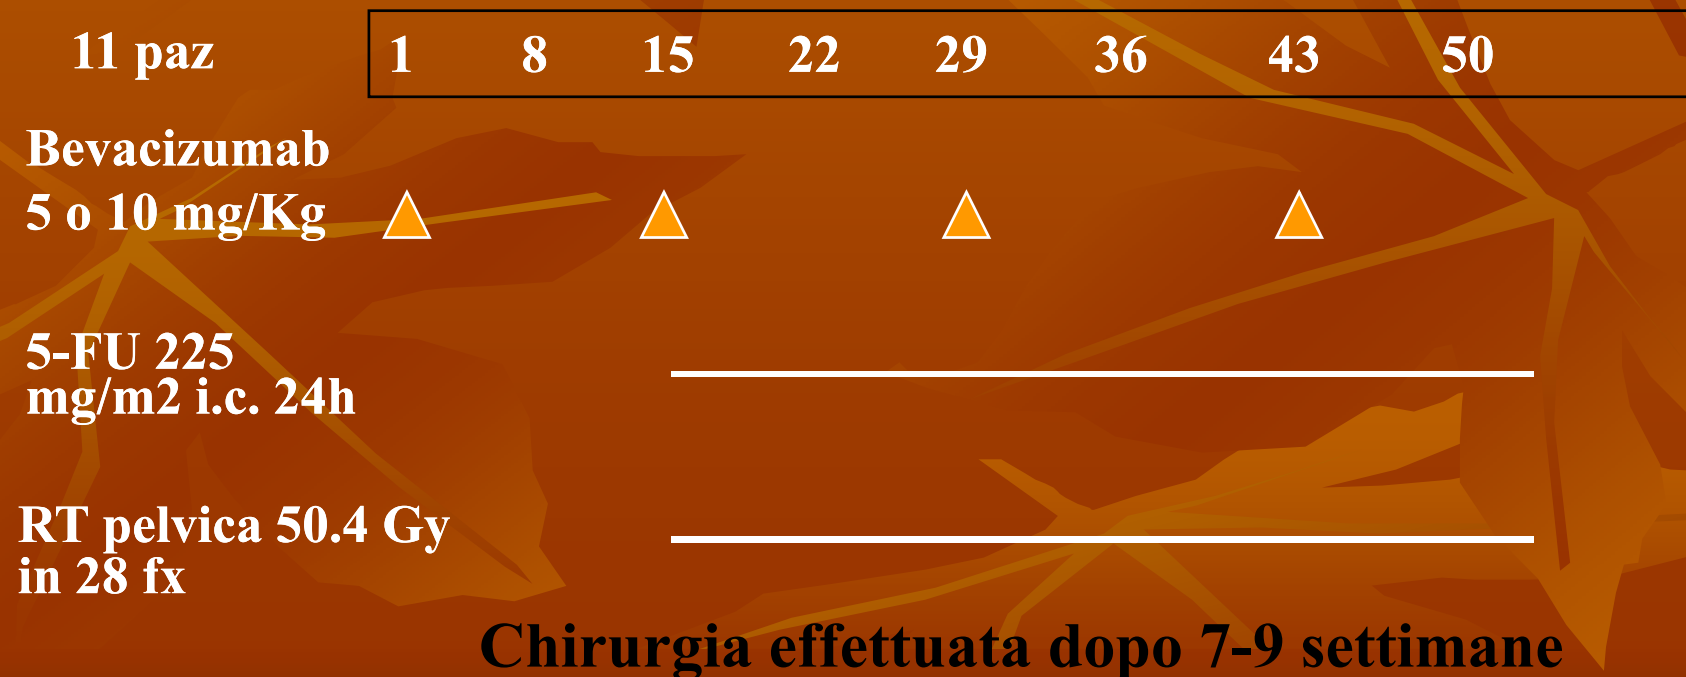 11 paz 1 8 15 22 29 36 43 50
Bevacizumab
5 o 10 mg/Kg
5-FU 225
mg/m2 i.c. 24h
RT pelvica 50.4 Gy
in 28 fx
Chirurgia effettuata dopo 7-9 settimane